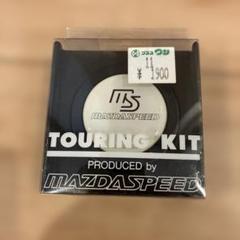 11
¥ 1900
MS
MAZDASPEED
TOURING KIT
PRODUCED by
MAZDASPEED